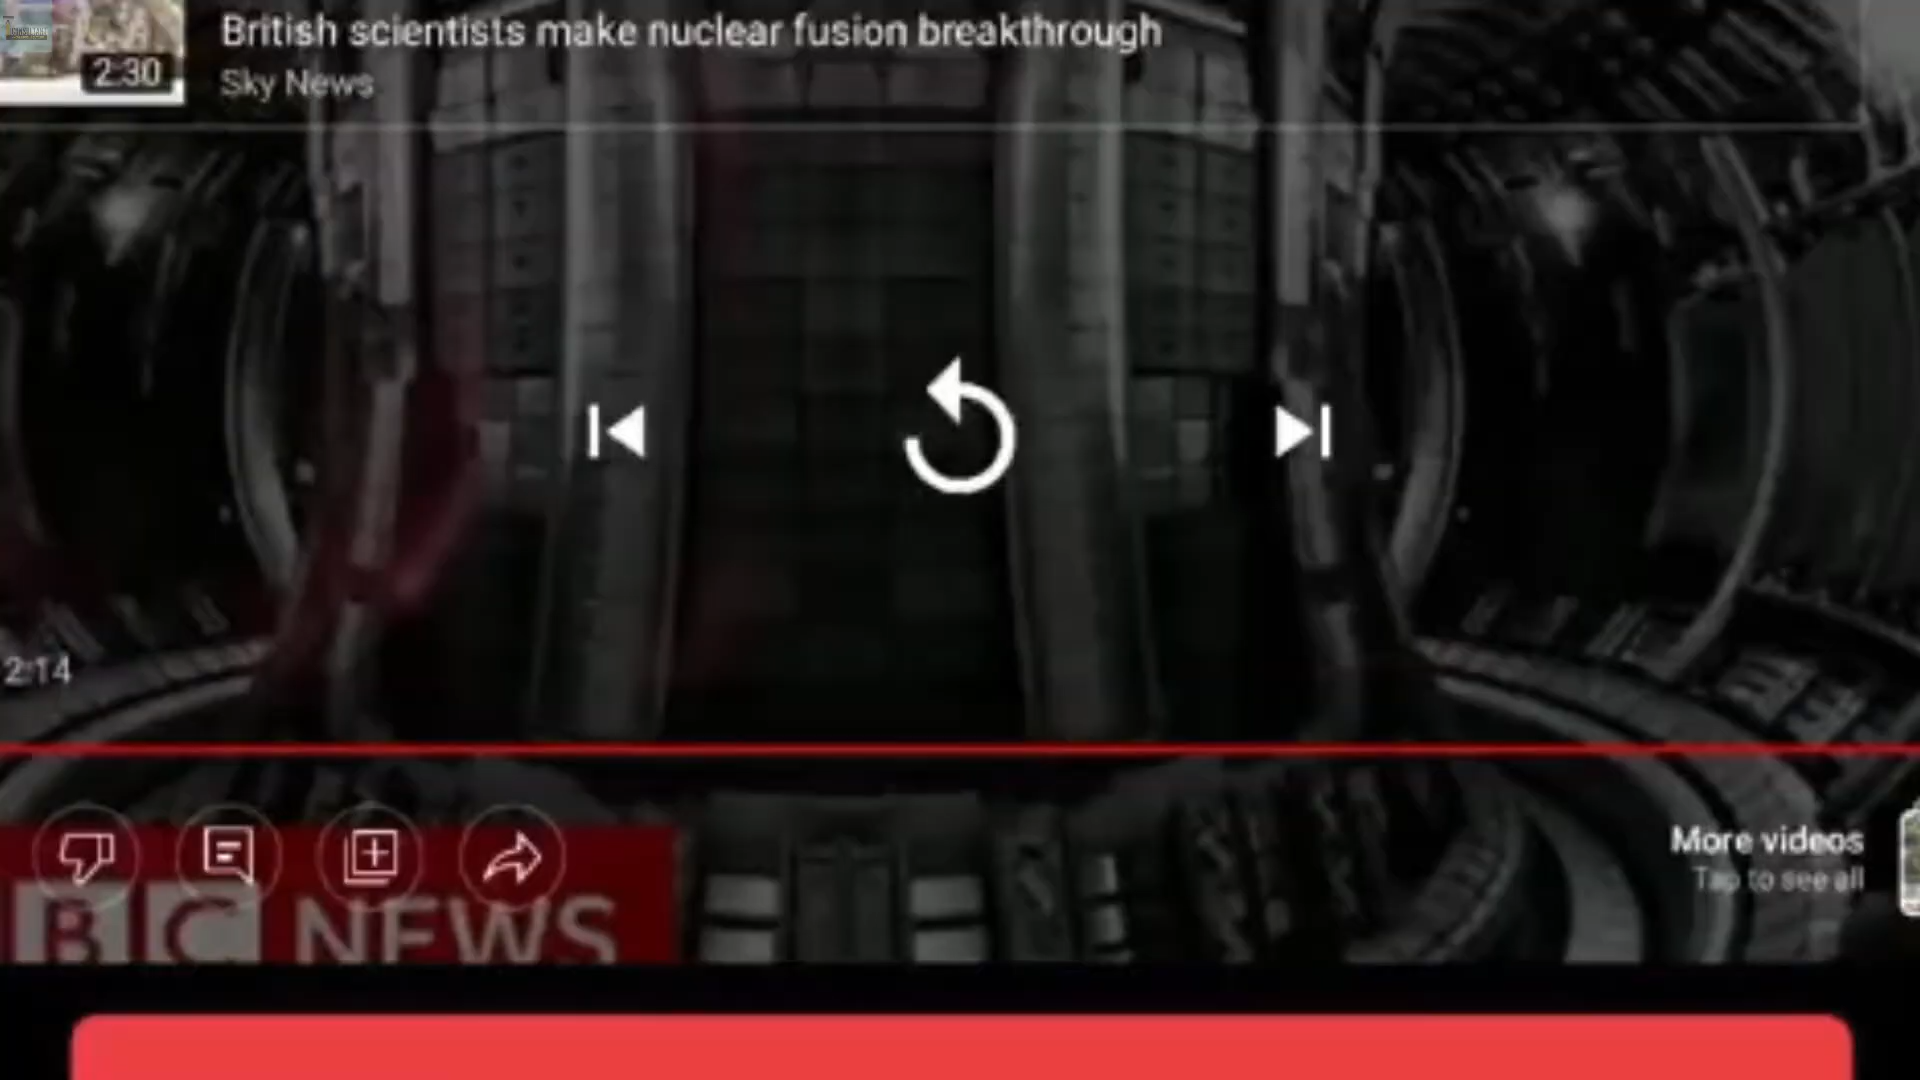 British scientists make nuclear fusion breakthrough
2:30
Sky News
2:14
More videos
Tap to see all
BBC NEWS